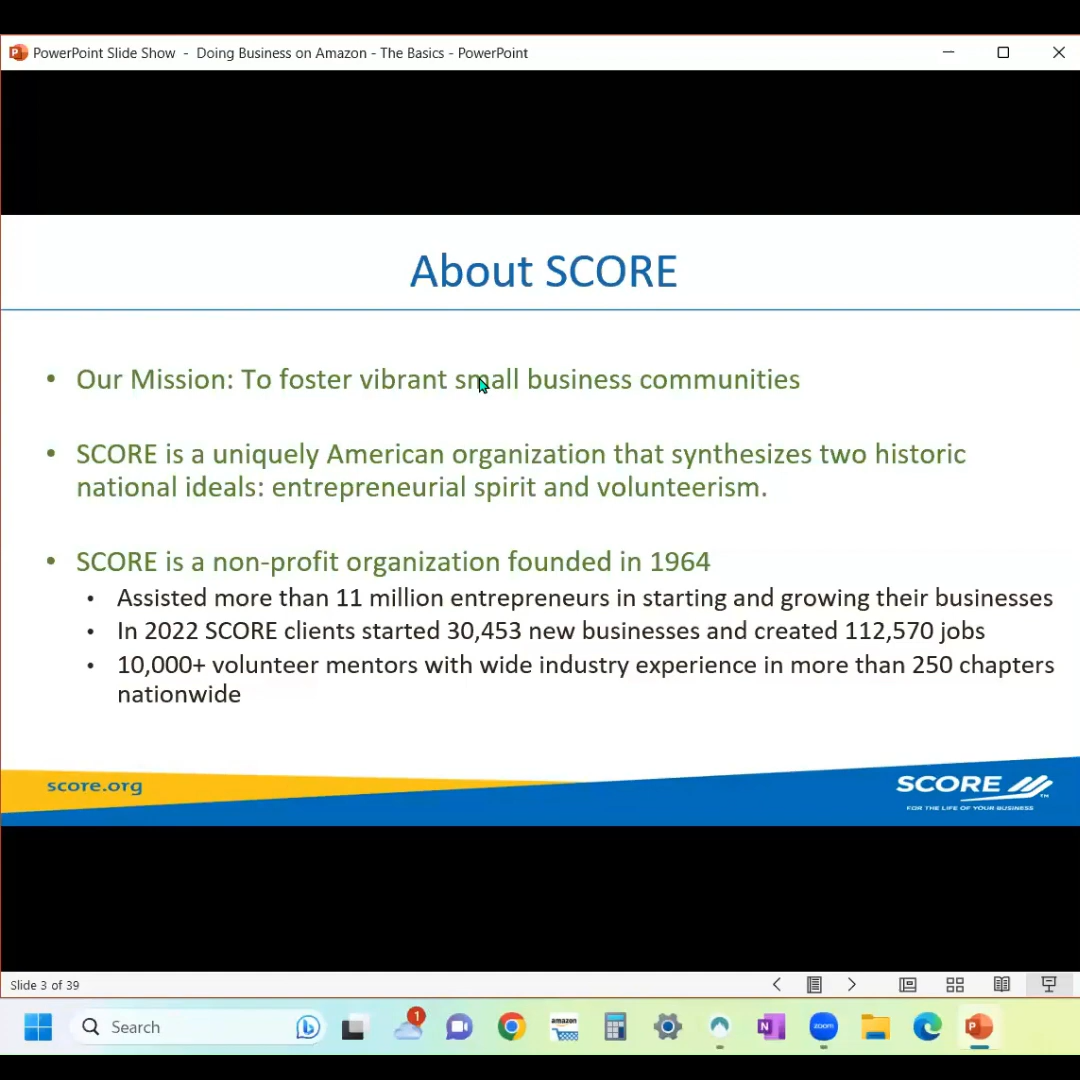 PowerPoint Slide Show - Doing Business on Amazon - The Basics - PowerPoint
About SCORE
• Our Mission: To foster vibrant small business communities
• SCORE is a uniquely American organization that synthesizes two historic
national ideals: entrepreneurial spirit and volunteerism.
• SCORE is a non-profit organization founded in 1964
• Assisted more than 11 million entrepreneurs in starting and growing their businesses
• In 2022 SCORE clients started 30,453 new businesses and created 112,570 jobs
• 10,000+ volunteer mentors with wide industry experience in more than 250 chapters
nationwide
score.org
SCORE
TM
FOR THE LIFE OF YOUR BUSINESS
Slide 3 of 39
Search
1
amazon
N
zoom
P